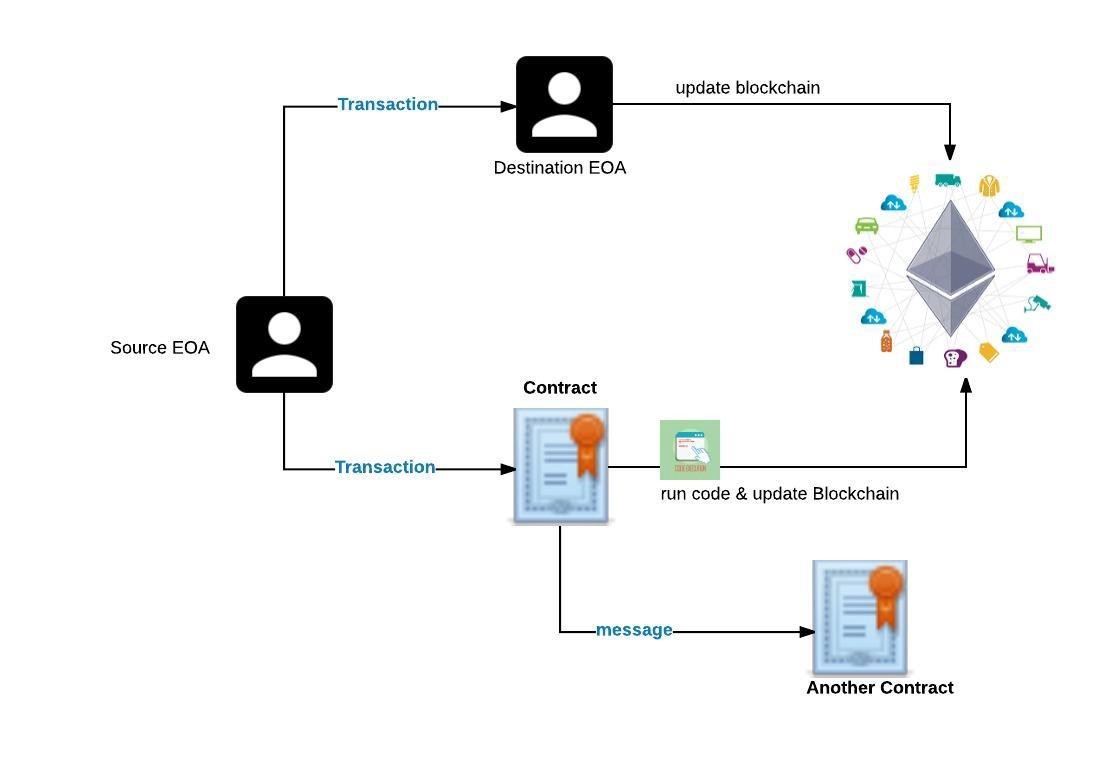 update blockchain
Transaction
Destination EOA
Source EOA
Contract
Transaction
CODE EXECUTION
run code & update Blockchain
message
Another Contract